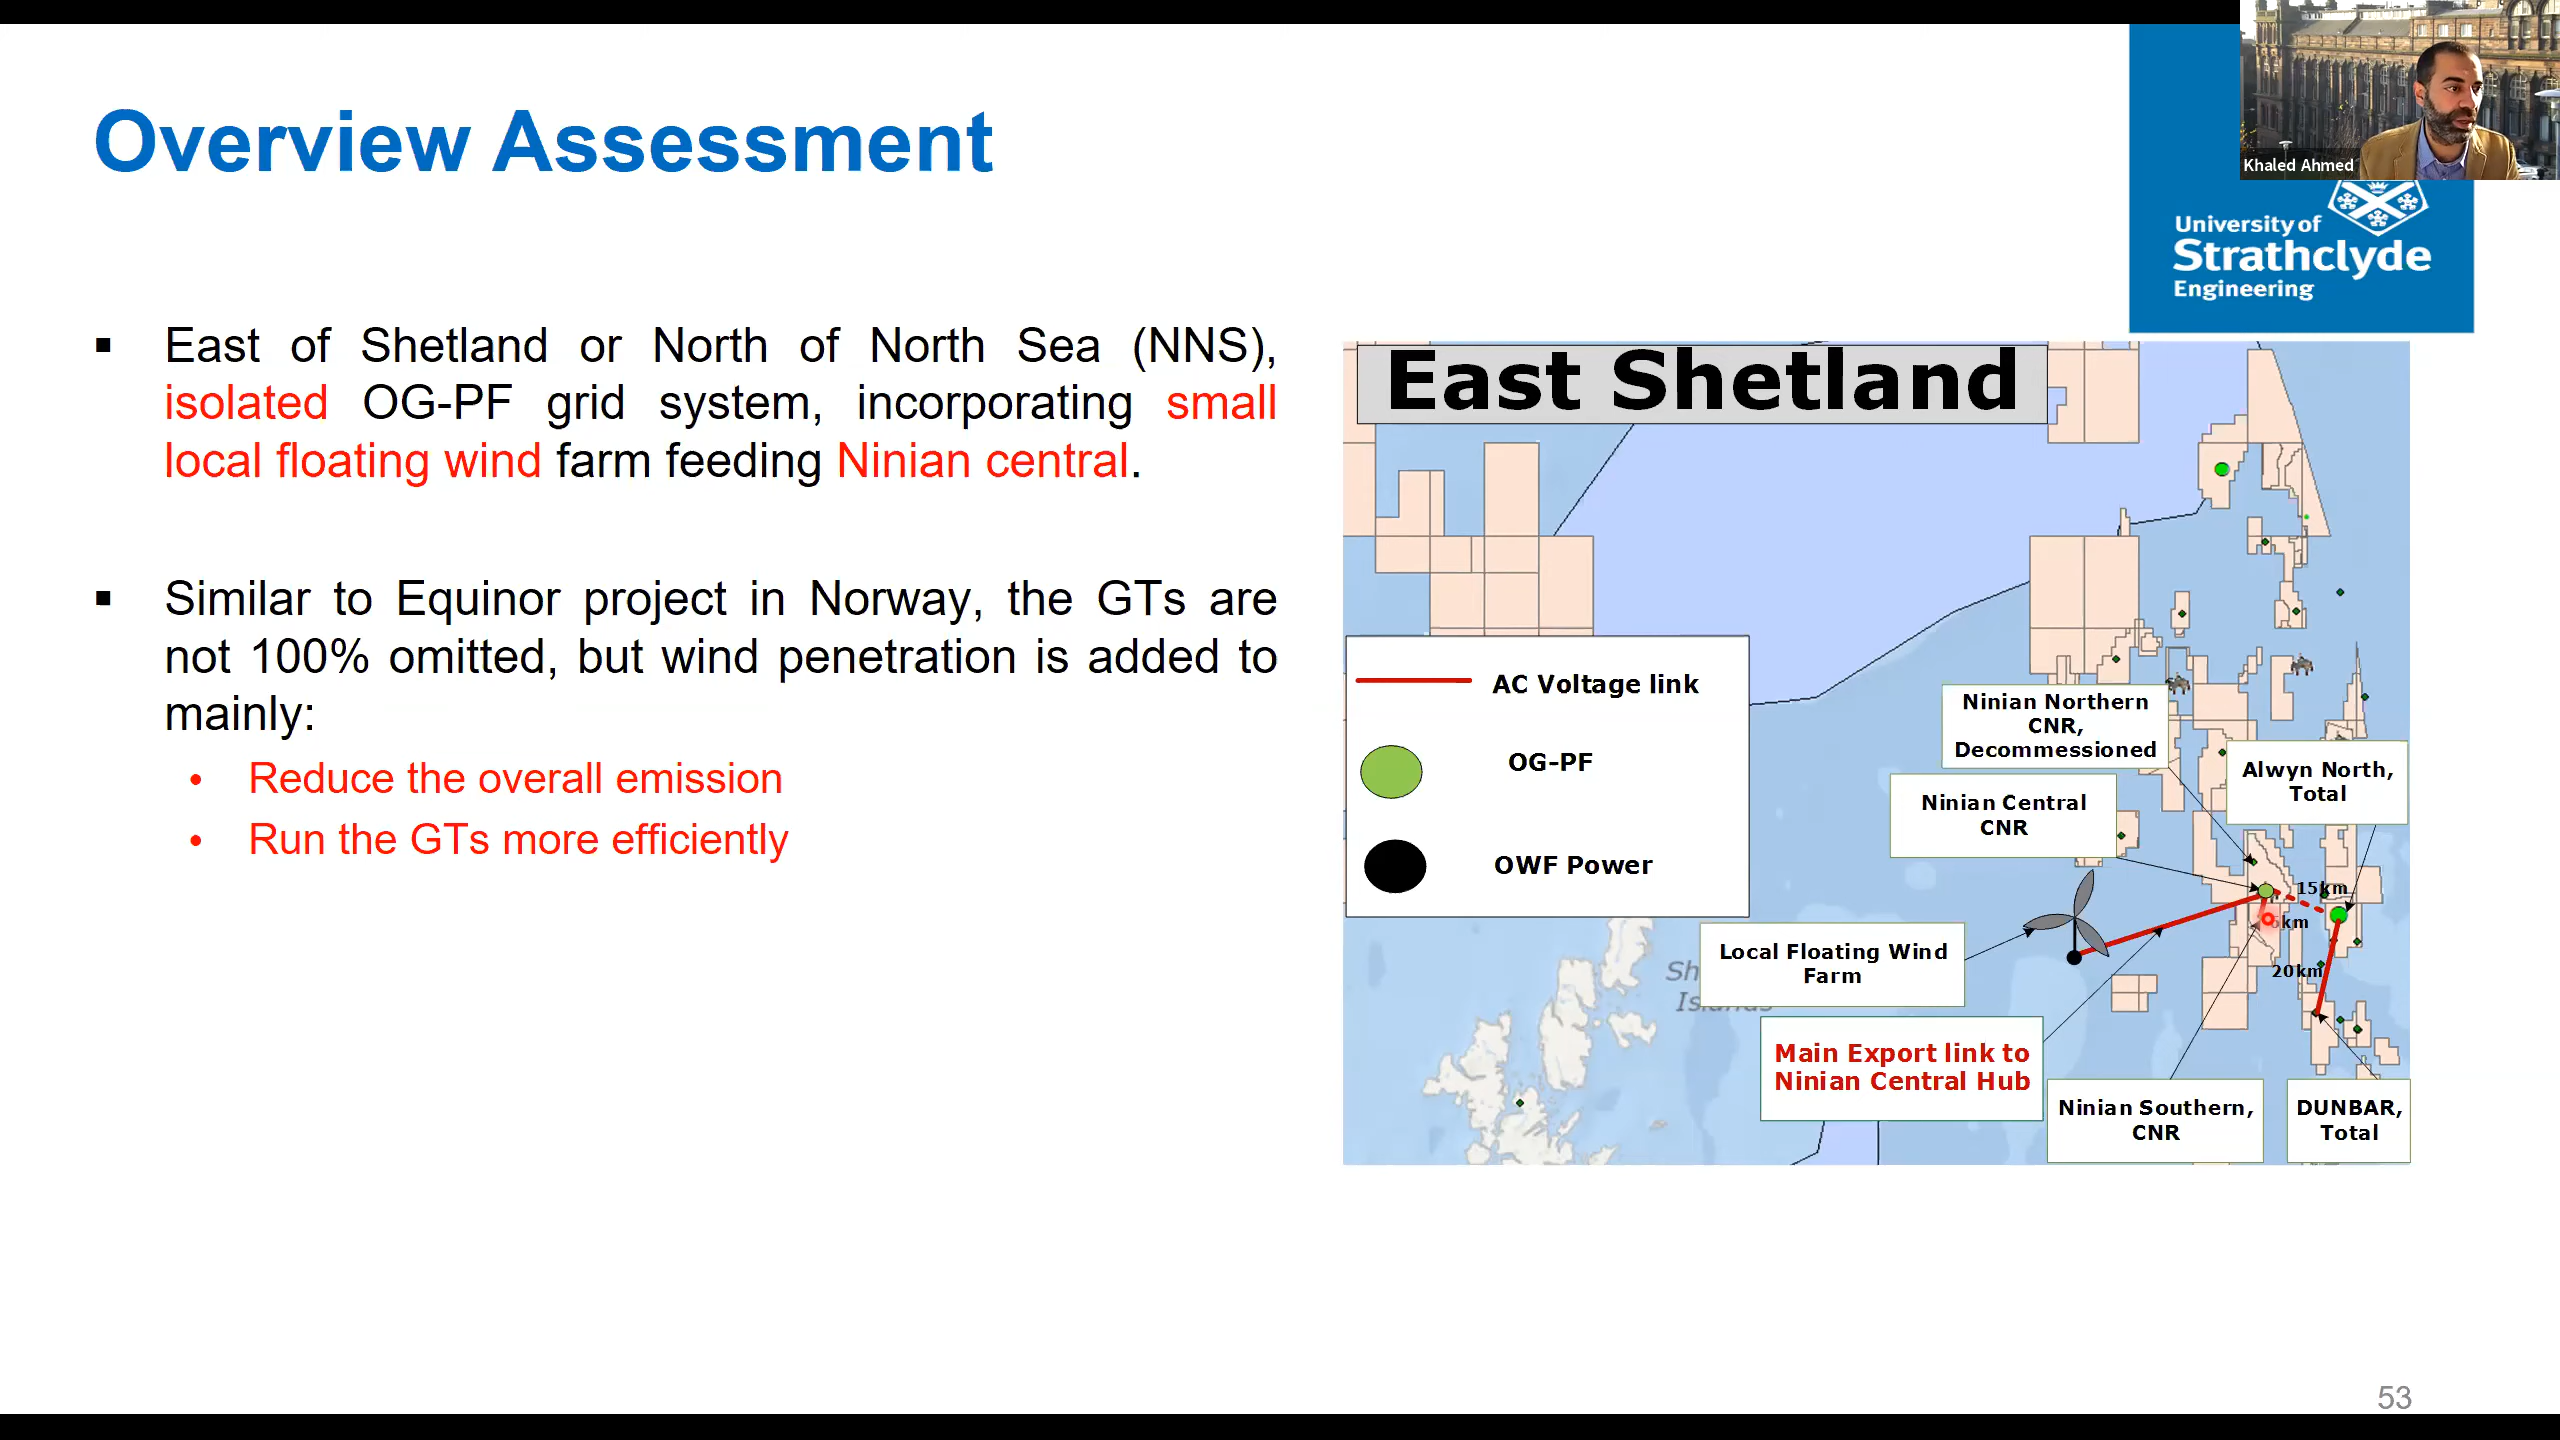 Overview Assessment
Khaled Ahmed
University of
Strathclyde
Engineering
▪ East of Shetland or North of North Sea (NNS),
isolated OG-PF grid system, incorporating small
local floating wind farm feeding Ninian central.
▪ Similar to Equinor project in Norway, the GTs are
not 100% omitted, but wind penetration is added to
mainly:
• Reduce the overall emission
• Run the GTs more efficiently
East Shetland
AC Voltage link
OG-PF
OWF Power
Ninian Northern
CNR,
Decommessioned
Alwyn North,
Total
Ninian Central
CNR
15km
km
20km
Local Floating Wind
Farm
Sh
Main Export link to
Ninian Central Hub
Ninian Southern,
CNR
DUNBAR,
Total
53